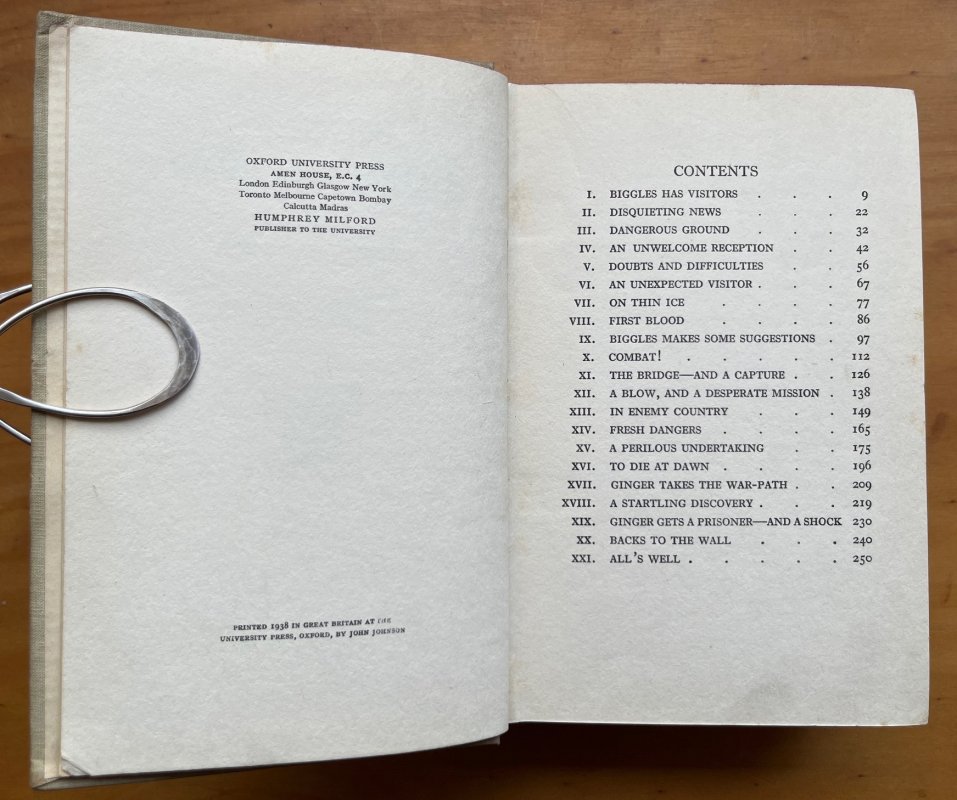 OXFORD UNIVERSITY PRESS
AMEN HOUSE, E.C. 4
London Edinburgh Glasgow New York
Toronto Melbourne Capetown Bombay
Calcutta Madras
HUMPHREY MILFORD
PUBLISHER TO THE UNIVERSITY
PRINTED 1938 IN GREAT BRITAIN AT THE
UNIVERSITY PRESS, OXFORD, BY JOHN JOHNSON
CONTENTS
I. BIGGLES HAS VISITORS . . . 9
II. DISQUIETING NEWS . . . 22
III. DANGEROUS GROUND . . . 32
IV. AN UNWELCOME RECEPTION . . 42
V. DOUBTS AND DIFFICULTIES . . 56
VI. AN UNEXPECTED VISITOR . . . 67
VII. ON THIN ICE . . . . 77
VIII. FIRST BLOOD . . . . 86
IX. BIGGLES MAKES SOME SUGGESTIONS . 97
X. COMBAT! . . . . . 112
XI. THE BRIDGE—AND A CAPTURE . . 126
XII. A BLOW, AND A DESPERATE MISSION . 138
XIII. IN ENEMY COUNTRY . . . 149
XIV. FRESH DANGERS . . . . 165
XV. A PERILOUS UNDERTAKING . . 175
XVI. TO DIE AT DAWN . . . . 196
XVII. GINGER TAKES THE WAR-PATH . . 209
XVIII. A STARTLING DISCOVERY . . . 219
XIX. GINGER GETS A PRISONER—AND A SHOCK 230
XX. BACKS TO THE WALL . . . 240
XXI. ALL'S WELL . . . . . 250